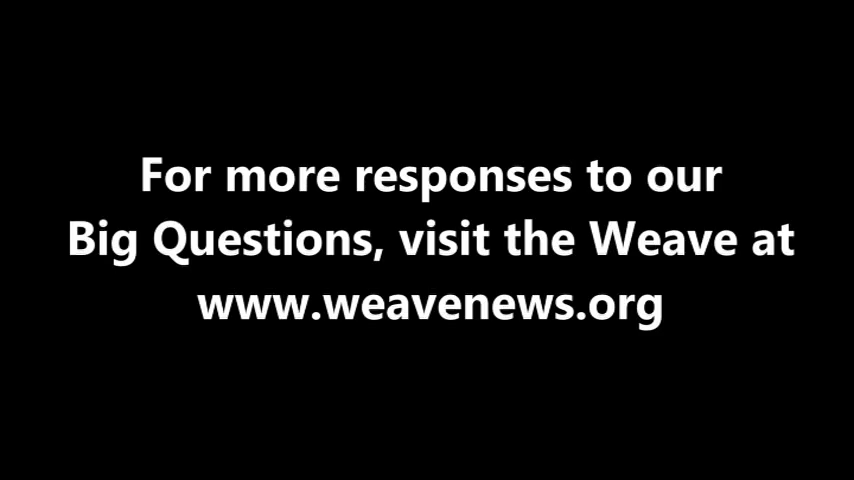 For more responses to our
Big Questions, visit the Weave at
www.weavenews.org